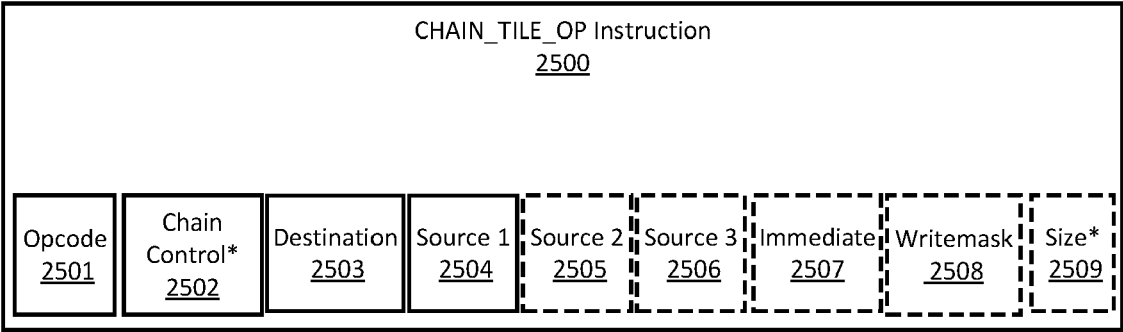 CHAIN_TILE_OP Instruction
2500
Opcode
2501
Chain
Control*
2502
Destination
2503
Source 1
2504
Source 2
2505
Source 3
2506
Immediate
2507
Writemask
2508
Size*
2509